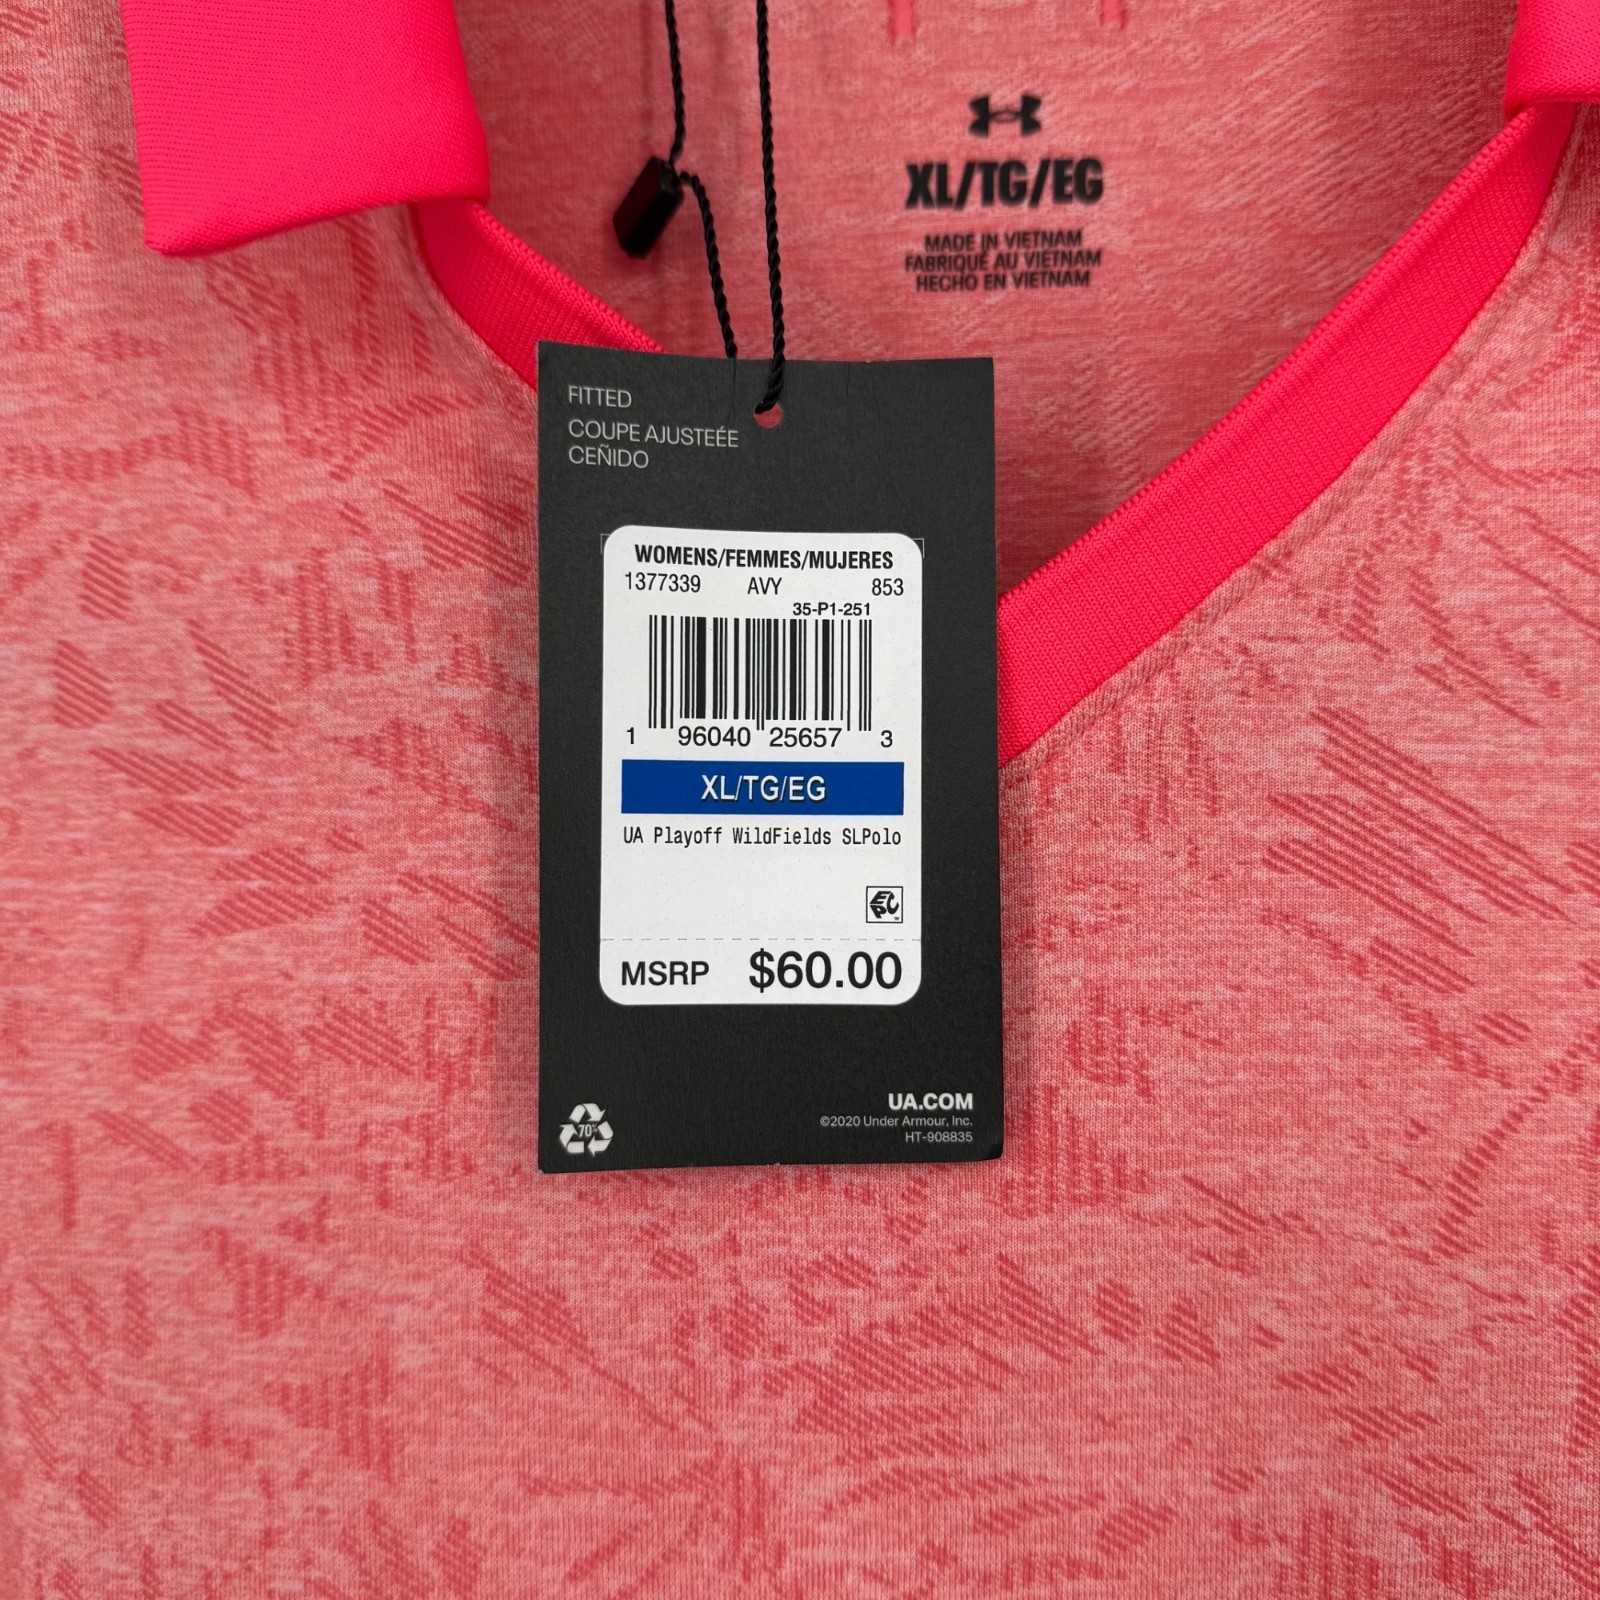 XL/TG/EG
MADE IN VIETNAM
FABRIQUÉ AU VIETNAM
HECHO EN VIETNAM
FITTED
COUPE AJUSTEÉE
CEÑIDO
WOMENS/FEMMES/MUJERES
1377339 AVY 853
35-P1-251
1 96040 25657 3
XL/TG/EG
UA Playoff WildFields SLPolo
EPC
MSRP $60.00
UA.COM
©2020 Under Armour, Inc.
HT-908835
70%